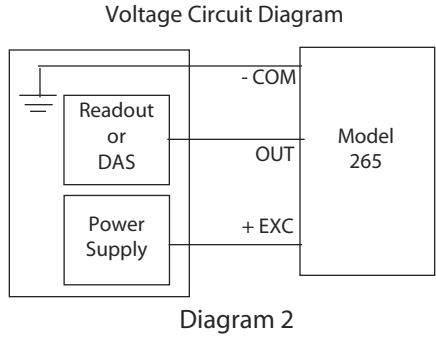 Voltage Circuit Diagram
- COM
Readout
or
DAS
OUT
Model
265
Power
Supply
+ EXC
Diagram 2